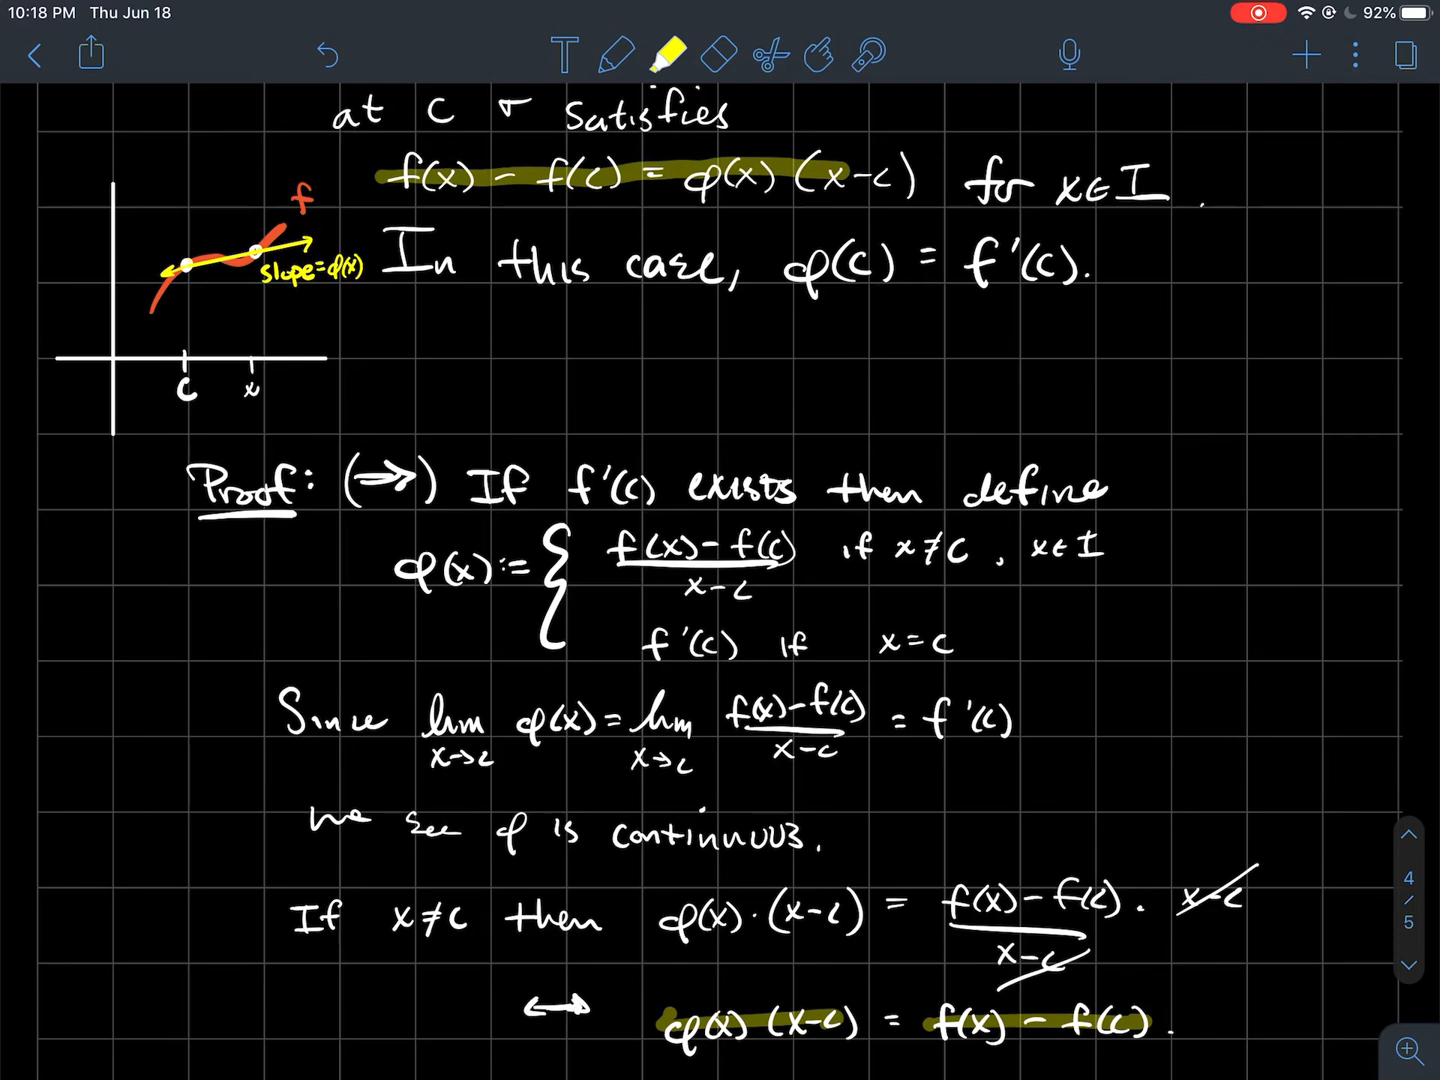 10:18 PM Thu Jun 18
92%
at c & satisfies
f(x) - f(c) = φ(x) (x-c) for x∈I.
In this case, φ(c) = f'(c).
f
slope=φ(x)
c x
Proof: (⇒) If f'(c) exists then define
φ(x):= { f(x)-f(c) / x-c if x≠c, x∈I
f'(c) if x=c
Since lim x→c φ(x) = lim x→c f(x)-f(c) / x-c = f'(c)
we see φ is continuous.
If x≠c then φ(x)·(x-c) = f(x)-f(c) / x-c · x-c
↔ φ(x) (x-c) = f(x) - f(c).
4
/
5